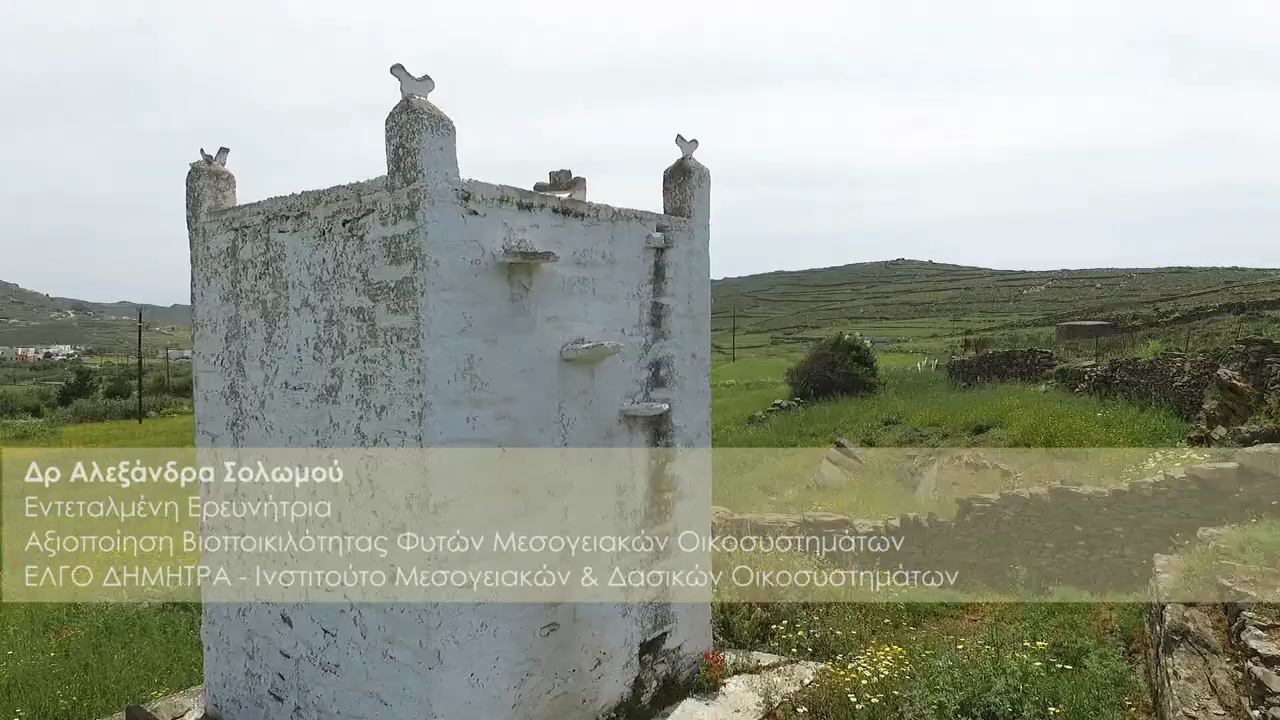 Δρ Αλεξάνδρα Σολωμού
Εντεταλμένη Ερευνήτρια
Αξιοποίηση Βιοποικιλότητας Φυτών Μεσογειακών Οικοσυστημάτων
ΕΛΓΟ ΔΗΜΗΤΡΑ - Ινστιτούτο Μεσογειακών & Δασικών Οικοσυστημάτων